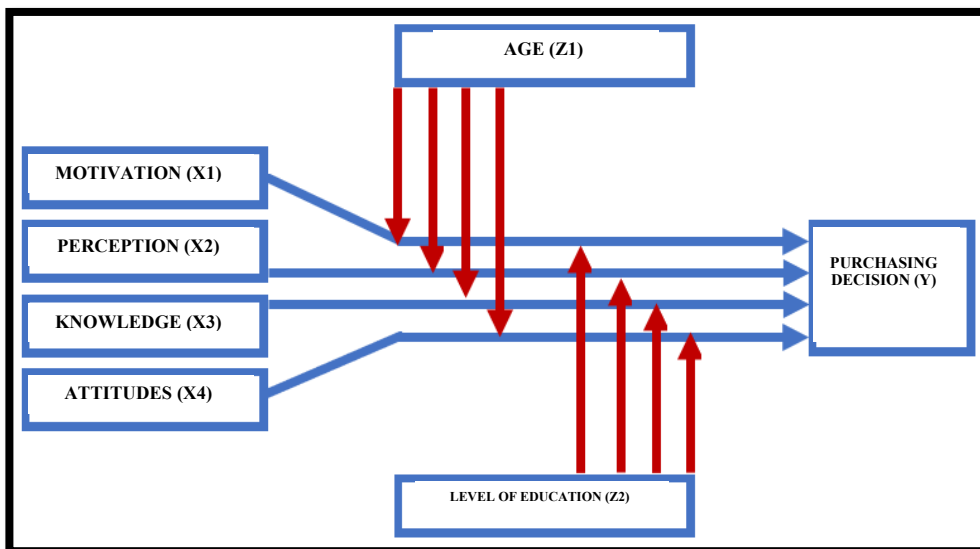 AGE (Z1)
MOTIVATION (X1)
PERCEPTION (X2)
KNOWLEDGE (X3)
ATTITUDES (X4)
PURCHASING
DECISION (Y)
LEVEL OF EDUCATION (Z2)